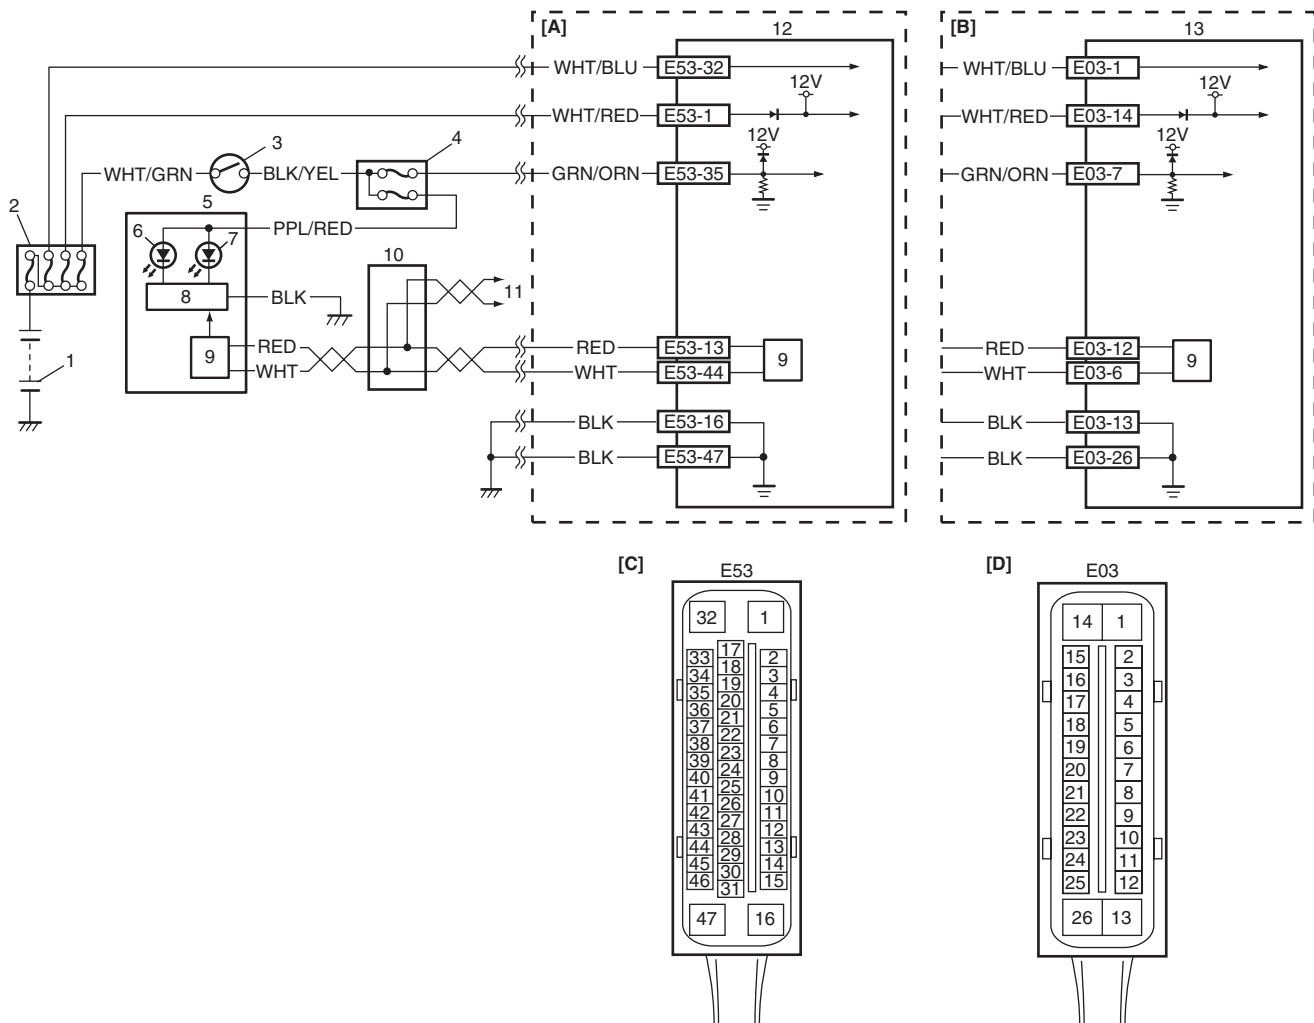 [A]
12
WHT/BLU E53-32
12V
WHT/RED E53-1
12V
GRN/ORN E53-35
RED E53-13
WHT E53-44
9
BLK E53-16
BLK E53-47
[B]
13
WHT/BLU E03-1
12V
WHT/RED E03-14
12V
GRN/ORN E03-7
RED E03-12
WHT E03-6
9
BLK E03-13
BLK E03-26
3
4
WHT/GRN BLK/YEL
2
5
6
7
PPL/RED
8
BLK
10
11
9
RED
WHT
1
[C]
E53
32 1
17
33 2
18
34 3
19
35 4
20
36 5
21
37 6
22
38 7
23
39 8
24
40 9
25
41 10
26
42 11
27
43 12
28
44 13
29
45 14
30
46 15
31
47 16
[D]
E03
14 1
15 2
16 3
17 4
18 5
19 6
20 7
21 8
22 9
23 10
24 11
25 12
26 13